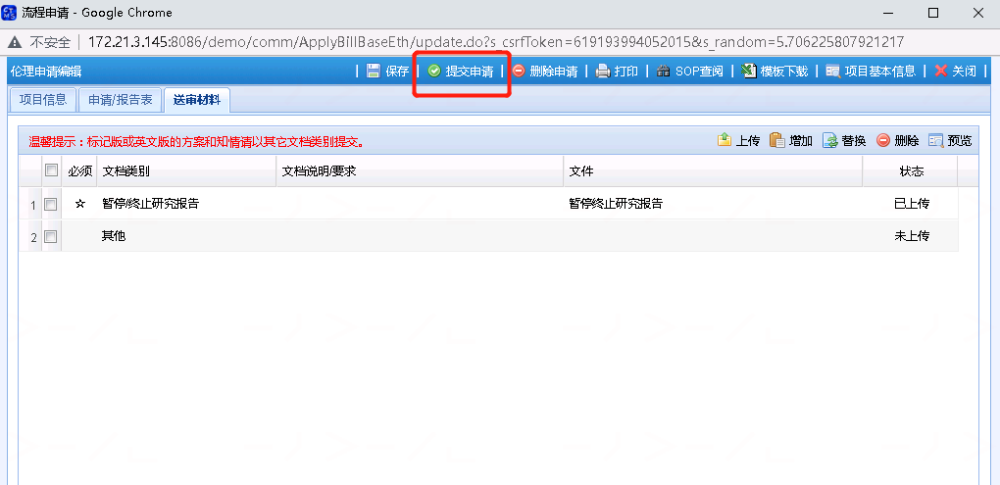 流程申请 - Google Chrome
不安全 | 172.21.3.145:8086/demo/comm/ApplyBillBaseEth/update.do?s_csrfToken=619193994052015&s_random=5.706225807921217
伦理申请编辑 | 保存 | 提交申请 | 删除申请 | 打印 | SOP查阅 | 模板下载 | 项目基本信息 | 关闭 |
项目信息 申请/报告表 送审材料
温馨提示：标记版或英文版的方案和知情请以其它文档类别提交。 上传 增加 替换 删除 预览
必须 文档类别 文档说明/要求 文件 状态
1 ☆ 暂停/终止研究报告 暂停终止研究报告 已上传
2 其他 未上传